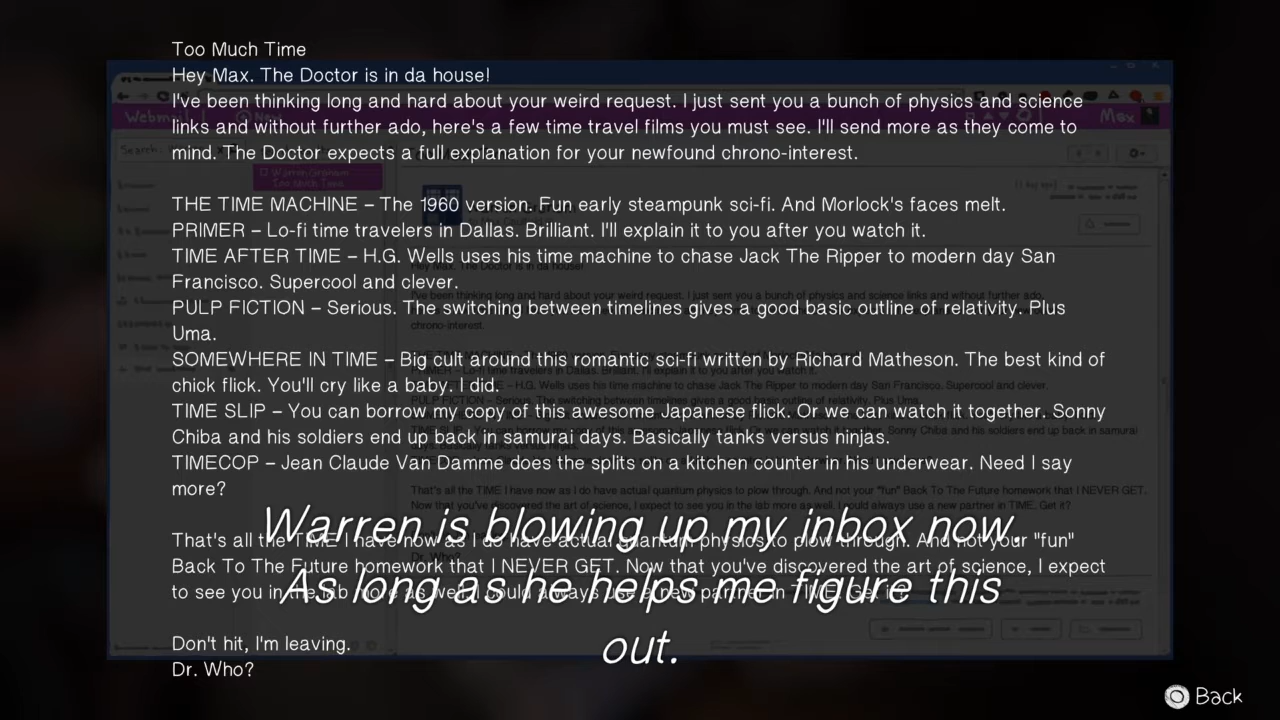 Too Much Time
Hey Max. The Doctor is in da house!
I've been thinking long and hard about your weird request. I just sent you a bunch of physics and science
links and without further ado, here's a few time travel films you must see. I'll send more as they come to
mind. The Doctor expects a full explanation for your newfound chrono-interest.
THE TIME MACHINE – The 1960 version. Fun early steampunk sci-fi. And Morlock's faces melt.
PRIMER – Lo-fi time travelers in Dallas. Brilliant. I'll explain it to you after you watch it.
TIME AFTER TIME – H.G. Wells uses his time machine to chase Jack The Ripper to modern day San
Francisco. Supercool and clever.
PULP FICTION – Serious. The switching between timelines gives a good basic outline of relativity. Plus
Uma.
SOMEWHERE IN TIME – Big cult around this romantic sci-fi written by Richard Matheson. The best kind of
chick flick. You'll cry like a baby. I did.
TIME SLIP – You can borrow my copy of this awesome Japanese flick. Or we can watch it together. Sonny
Chiba and his soldiers end up back in samurai days. Basically tanks versus ninjas.
TIMECOP – Jean Claude Van Damme does the splits on a kitchen counter in his underwear. Need I say
more?
That's all the TIME I have now as I do have actual quantum physics to plow through. And not your "fun"
Back To The Future homework that I NEVER GET. Now that you've discovered the art of science, I expect
to see you in the lab more as well. I could always use a new partner in TIME. Get it?
Don't hit, I'm leaving.
Dr. Who?
Warren is blowing up my inbox now.
As long as he helps me figure this
out.
Back
Webmail
New
Max
Search:
Warren Graham
Too Much Time